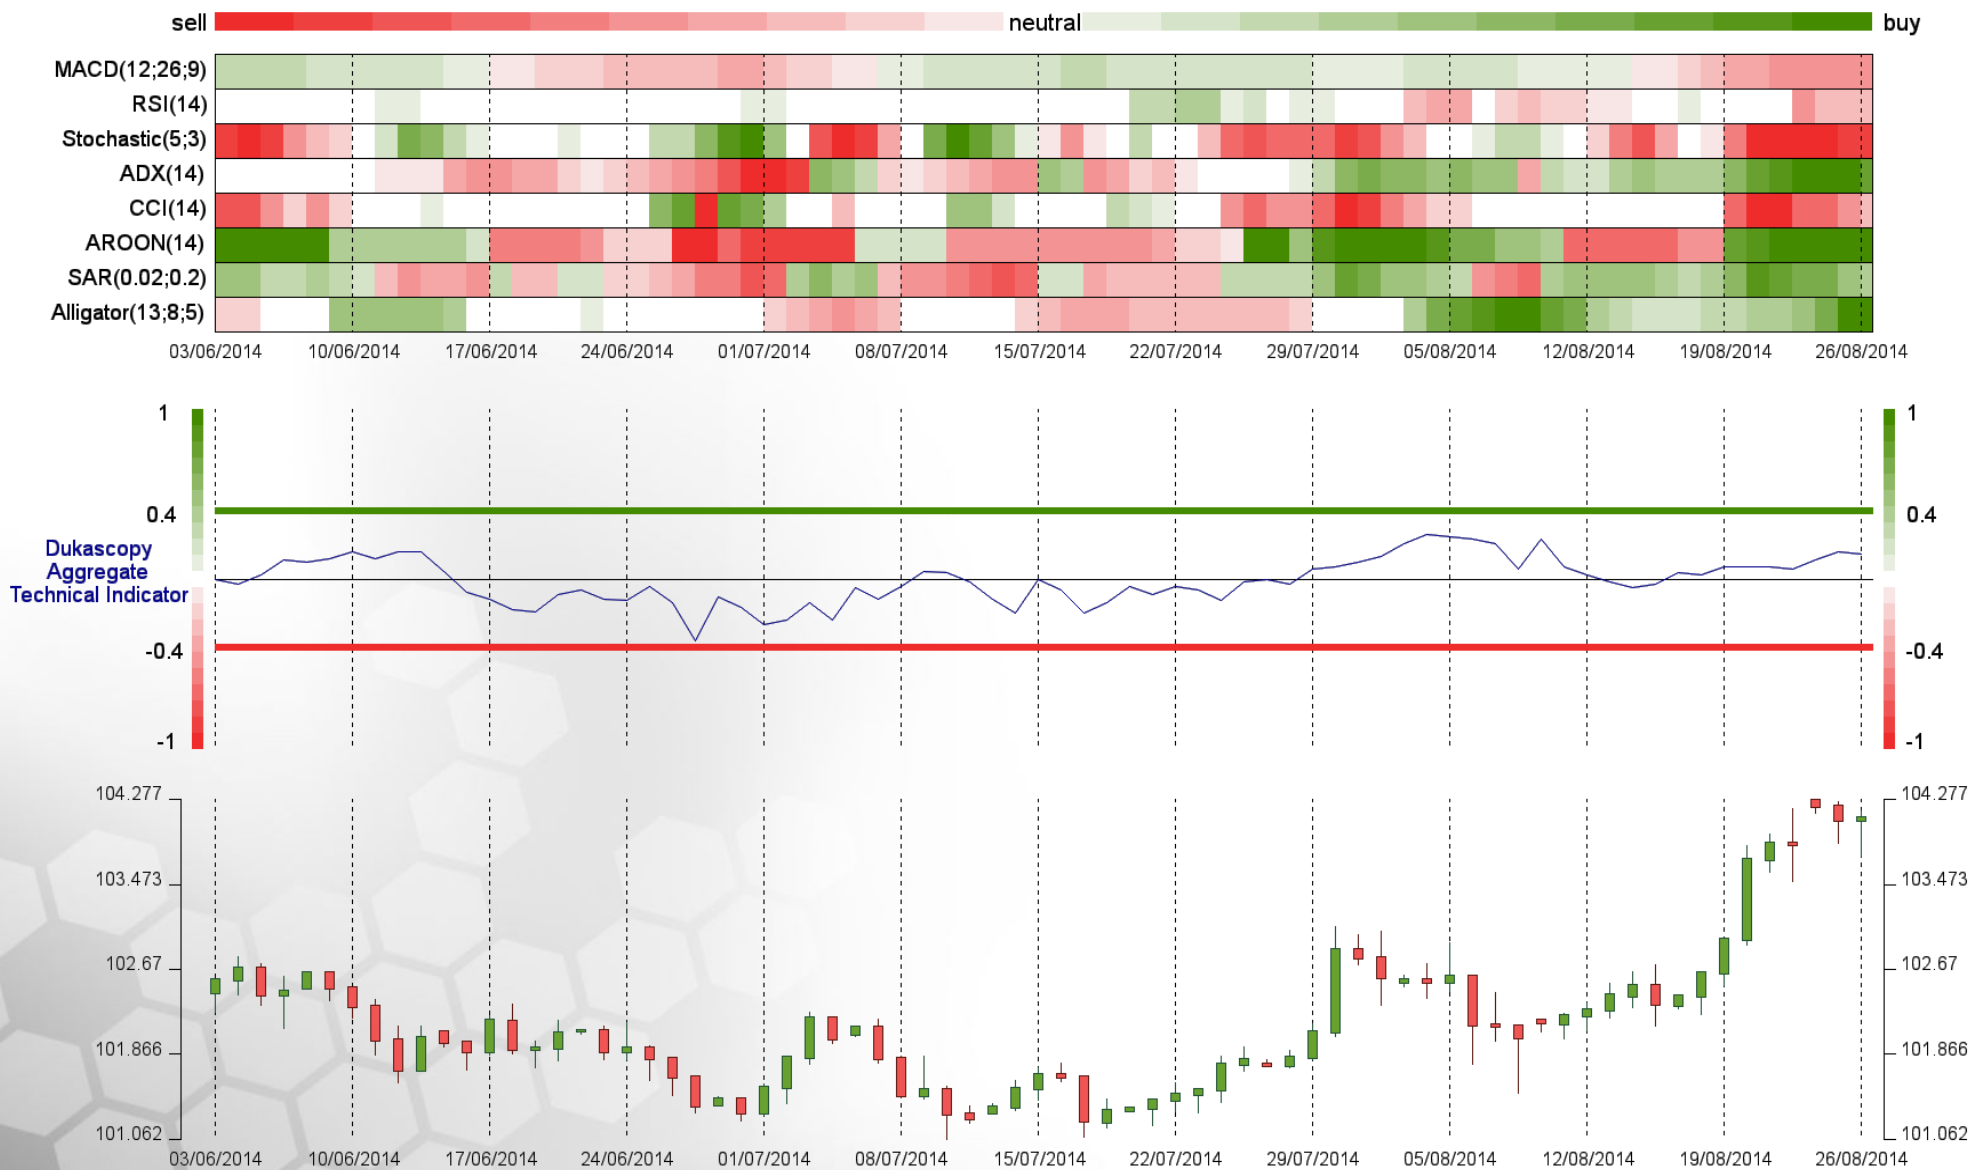 sell neutral buy
MACD(12;26;9)
RSI(14)
Stochastic(5;3)
ADX(14)
CCI(14)
AROON(14)
SAR(0.02;0.2)
Alligator(13;8;5)
03/06/2014 10/06/2014 17/06/2014 24/06/2014 01/07/2014 08/07/2014 15/07/2014 22/07/2014 29/07/2014 05/08/2014 12/08/2014 19/08/2014 26/08/2014
1 1
0.4 0.4
Dukascopy
Aggregate
Technical Indicator
-0.4 -0.4
-1 -1
104.277 104.277
103.473 103.473
102.67 102.67
101.866 101.866
101.062 101.062
03/06/2014 10/06/2014 17/06/2014 24/06/2014 01/07/2014 08/07/2014 15/07/2014 22/07/2014 29/07/2014 05/08/2014 12/08/2014 19/08/2014 26/08/2014